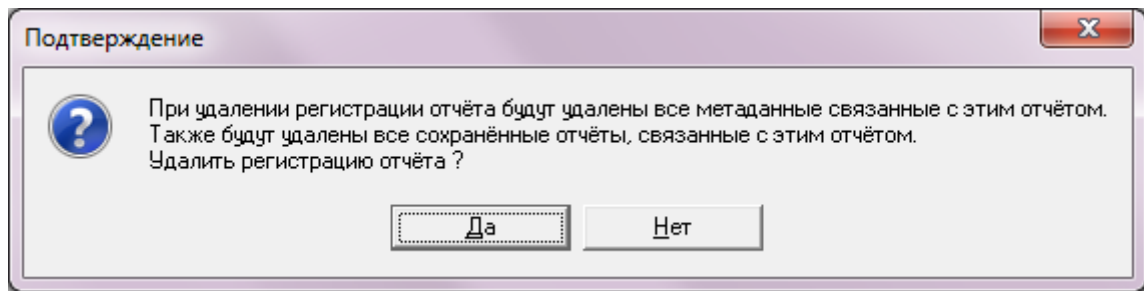 Подтверждение
При удалении регистрации отчёта будут удалены все метаданные связанные с этим отчётом.
Также будут удалены все сохранённые отчёты, связанные с этим отчётом.
Удалить регистрацию отчёта ?
Да
Нет